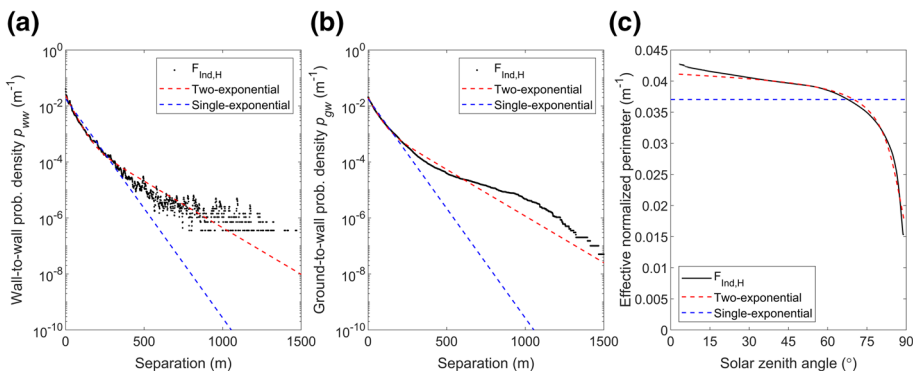 (a)
Wall-to-wall prob. density p_ww (m^-1)
10^0
10^-2
10^-4
10^-6
10^-8
10^-10
0 500 1000 1500
Separation (m)
F_Ind,H
Two-exponential
Single-exponential
(b)
Ground-to-wall prob. density p_gw (m^-1)
10^0
10^-2
10^-4
10^-6
10^-8
10^-10
0 500 1000 1500
Separation (m)
F_Ind,H
Two-exponential
Single-exponential
(c)
Effective normalized perimeter (m^-1)
0.045
0.04
0.035
0.03
0.025
0.02
0.015
0.01
0.005
0
0 15 30 45 60 75 90
Solar zenith angle (°)
F_Ind,H
Two-exponential
Single-exponential